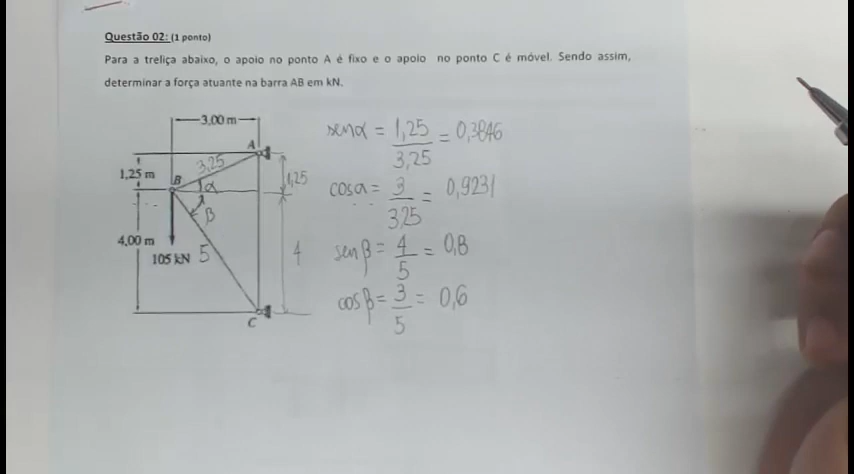 Questão 02: (1 ponto)
Para a treliça abaixo, o apoio no ponto A é fixo e o apoio no ponto C é móvel. Sendo assim,
determinar a força atuante na barra AB em kN.
3,00 m
A
3,25
1,25 m
B
α
1,25
β
4,00 m
105 kN
5
4
C
senα = 1,25 / 3,25 = 0,3846
cosα = 3 / 3,25 = 0,9231
senβ = 4 / 5 = 0,8
cosβ = 3 / 5 = 0,6